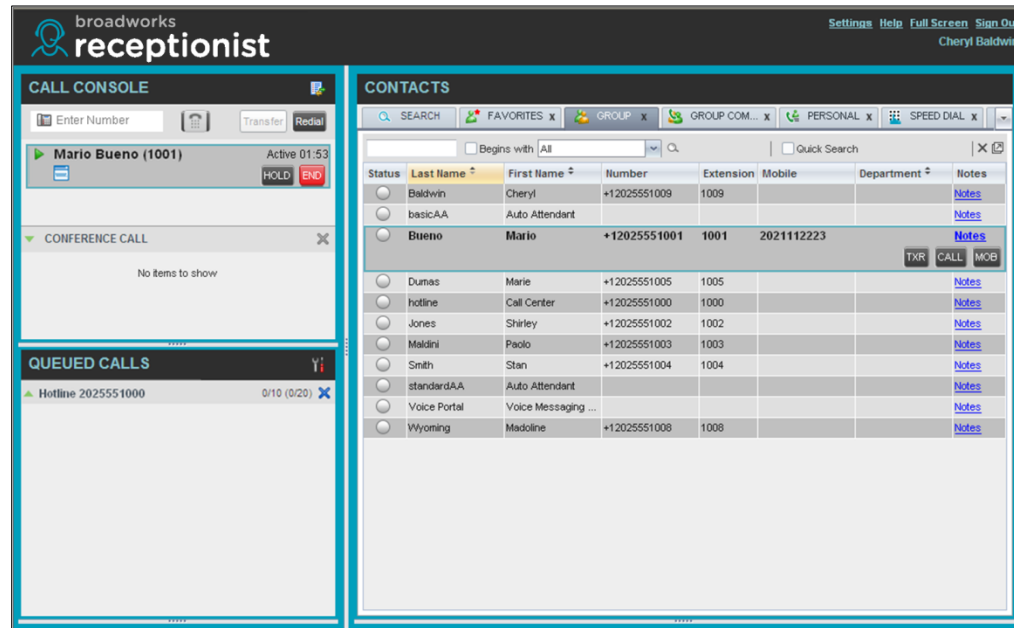 broadworks
receptionist
Settings Help Full Screen Sign Ou
Cheryl Baldwin
CALL CONSOLE
Enter Number Transfer Redial
Mario Bueno (1001) Active 01:53
HOLD END
CONFERENCE CALL
No items to show
QUEUED CALLS
Hotline 2025551000 0/10 (0/20)
CONTACTS
SEARCH FAVORITES x GROUP x GROUP COM... x PERSONAL x SPEED DIAL x
Begins with All Quick Search
Status Last Name First Name Number Extension Mobile Department Notes
Baldwin Cheryl +12025551009 1009 Notes
basicAA Auto Attendant Notes
Bueno Mario +12025551001 1001 2021112223 Notes
TXR CALL MOB
Dumas Marie +12025551005 1005 Notes
hotline Call Center +12025551000 1000 Notes
Jones Shirley +12025551002 1002 Notes
Maldini Paolo +12025551003 1003 Notes
Smith Stan +12025551004 1004 Notes
standardAA Auto Attendant Notes
Voice Portal Voice Messaging ... Notes
Wyoming Madoline +12025551008 1008 Notes